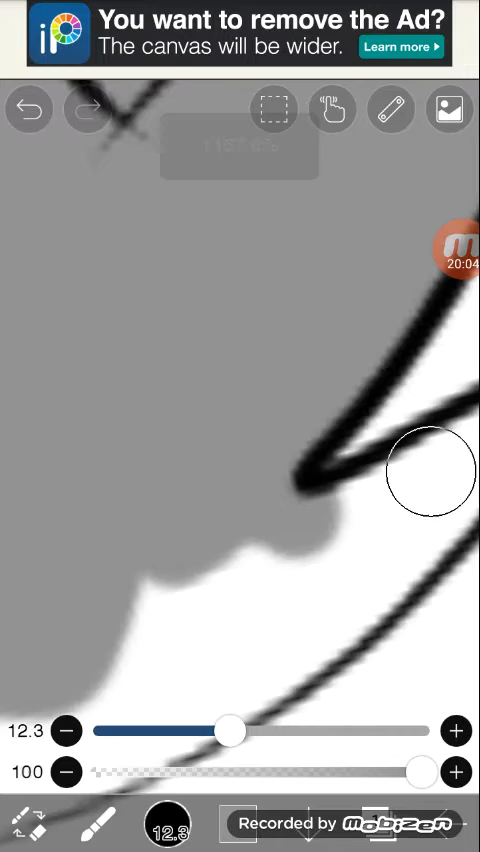 iP
You want to remove the Ad?
The canvas will be wider.
Learn more
20:04
12.3
100
12.3
Recorded by mobizen